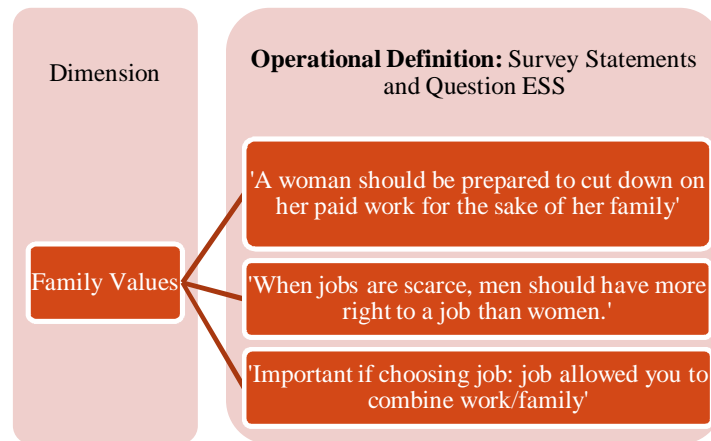 Dimension
Operational Definition: Survey Statements
and Question ESS
Family Values
'A woman should be prepared to cut down on
her paid work for the sake of her family'
'When jobs are scarce, men should have more
right to a job than women.'
'Important if choosing job: job allowed you to
combine work/family'